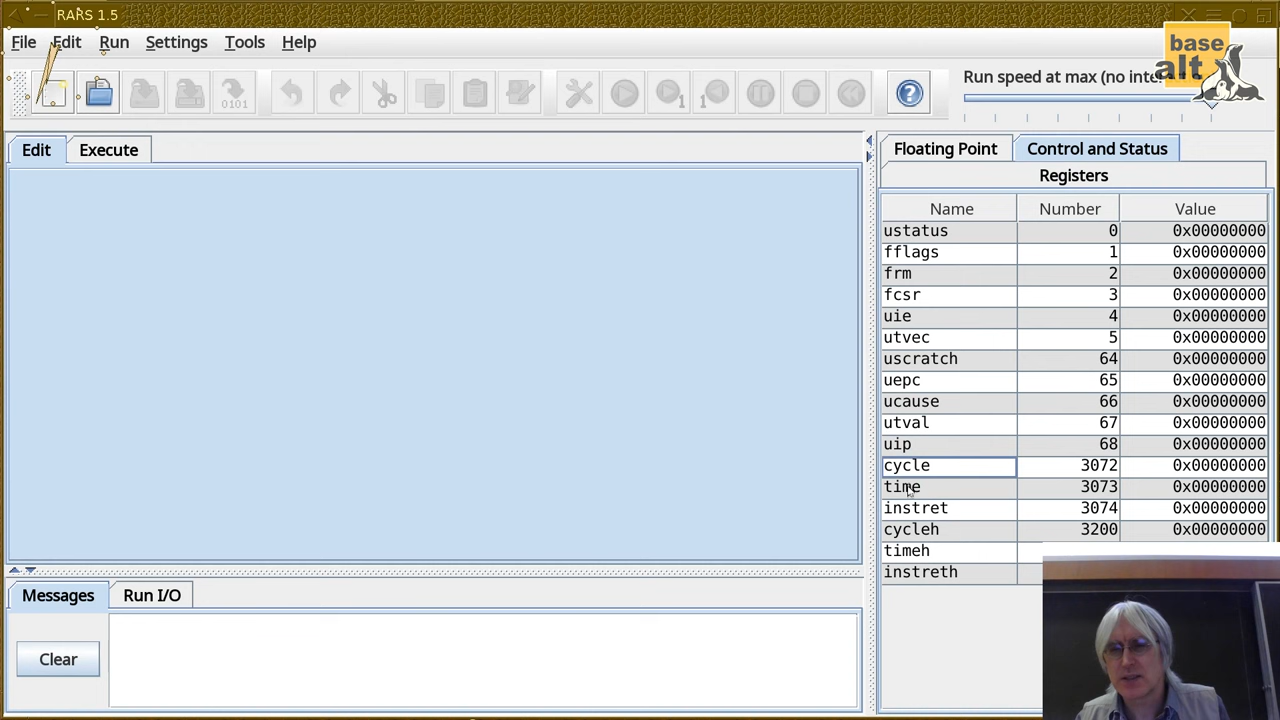 RARS 1.5
File Edit Run Settings Tools Help
Run speed at max (no inte
base
alt
0101
1
1
?
Edit Execute
Floating Point Control and Status
Registers
Name Number Value
ustatus 0 0x00000000
fflags 1 0x00000000
frm 2 0x00000000
fcsr 3 0x00000000
uie 4 0x00000000
utvec 5 0x00000000
uscratch 64 0x00000000
uepc 65 0x00000000
ucause 66 0x00000000
utval 67 0x00000000
uip 68 0x00000000
cycle 3072 0x00000000
time 3073 0x00000000
instret 3074 0x00000000
cycleh 3200 0x00000000
timeh
instreth
Messages Run I/O
Clear